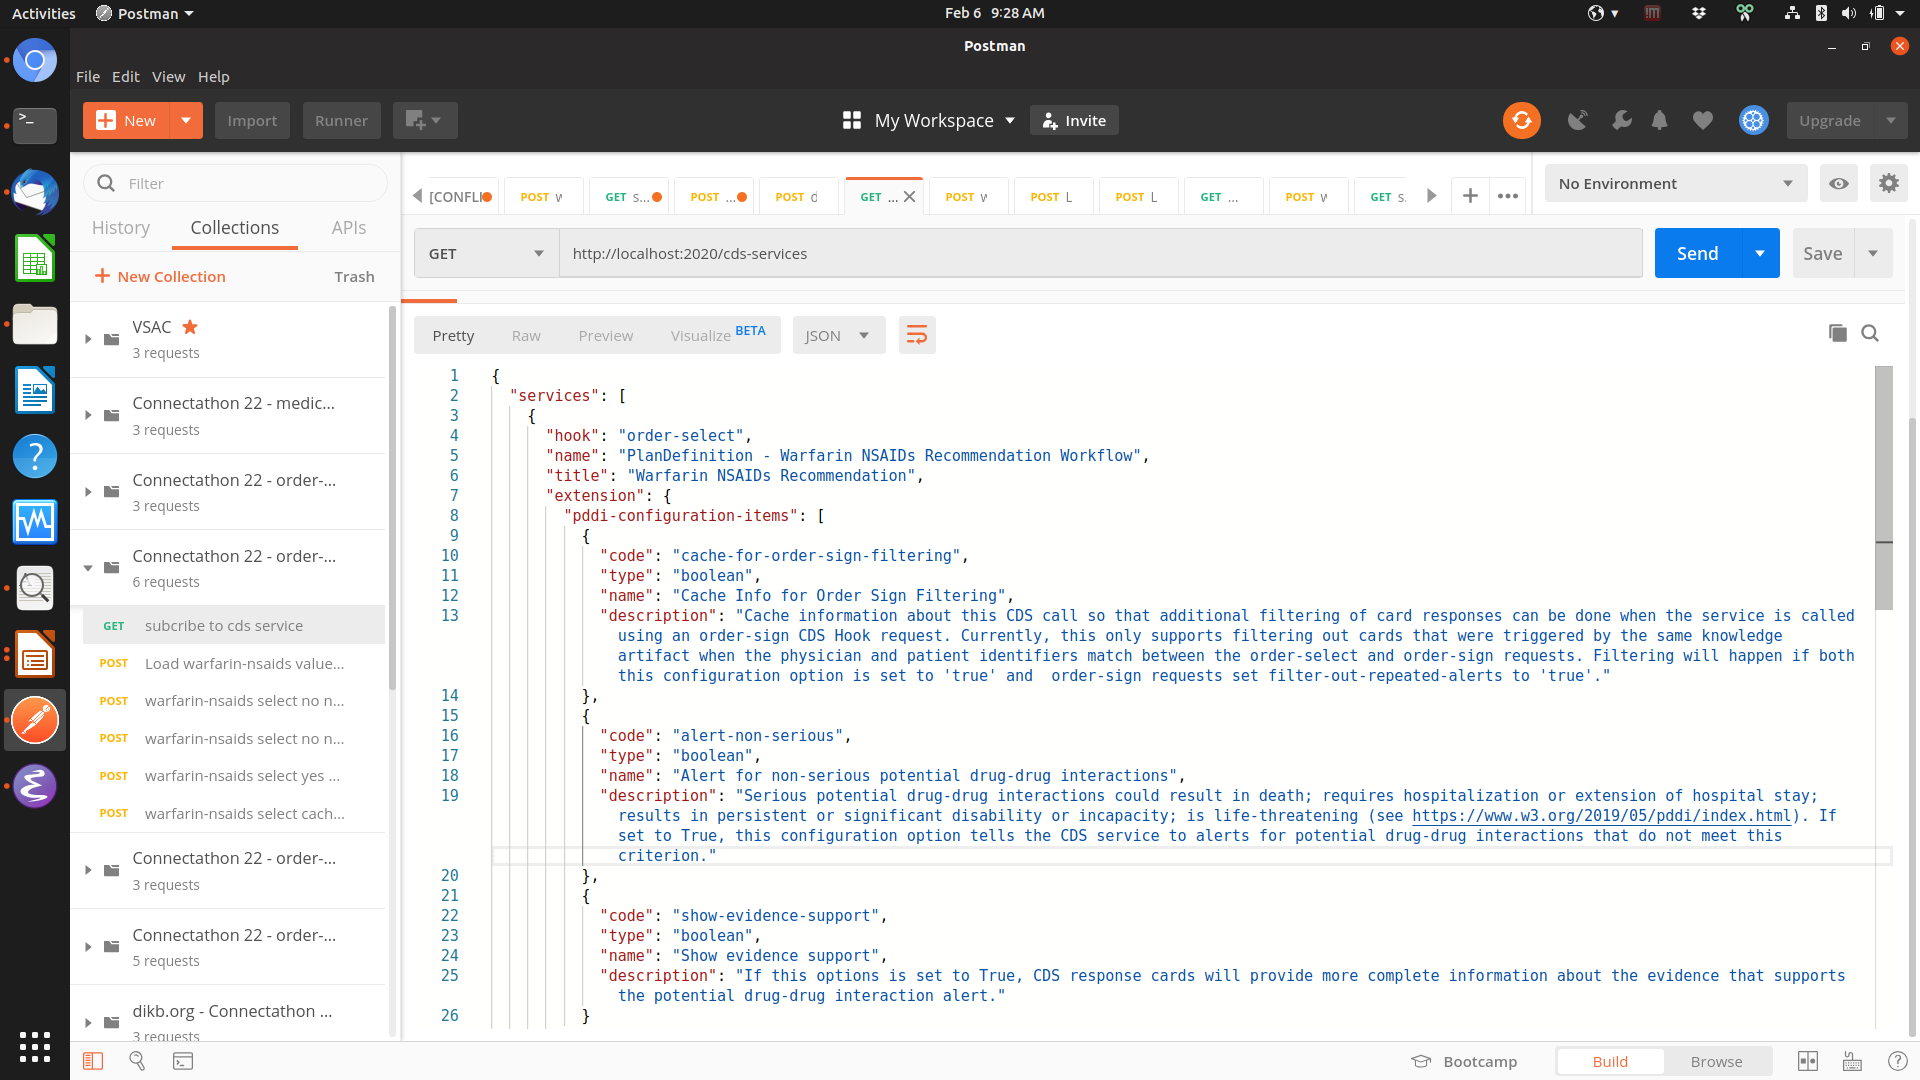 Activities Postman Feb 6 9:28 AM
Postman
File Edit View Help
New Import Runner My Workspace Invite Upgrade
Filter
History Collections APIs
+ New Collection Trash
VSAC
3 requests
Connectathon 22 - medic...
3 requests
Connectathon 22 - order-...
3 requests
Connectathon 22 - order-...
6 requests
GET subcribe to cds service
POST Load warfarin-nsaids value...
POST warfarin-nsaids select no n...
POST warfarin-nsaids select no n...
POST warfarin-nsaids select yes ...
POST warfarin-nsaids select cach...
Connectathon 22 - order-...
3 requests
Connectathon 22 - order-...
5 requests
dikb.org - Connectathon ...
3 requests
[CONFLI POST GET s... POST ... POST d GET ... POST POST L POST L GET ... POST GET s.
No Environment
GET http://localhost:2020/cds-services Send Save
Pretty Raw Preview Visualize BETA JSON
1 {
2 "services": [
3 {
4 "hook": "order-select",
5 "name": "PlanDefinition - Warfarin NSAIDs Recommendation Workflow",
6 "title": "Warfarin NSAIDs Recommendation",
7 "extension": {
8 "pddi-configuration-items": [
9 {
10 "code": "cache-for-order-sign-filtering",
11 "type": "boolean",
12 "name": "Cache Info for Order Sign Filtering",
13 "description": "Cache information about this CDS call so that additional filtering of card responses can be done when the service is called
using an order-sign CDS Hook request. Currently, this only supports filtering out cards that were triggered by the same knowledge
artifact when the physician and patient identifiers match between the order-select and order-sign requests. Filtering will happen if both
this configuration option is set to 'true' and  order-sign requests set filter-out-repeated-alerts to 'true'."
14 },
15 {
16 "code": "alert-non-serious",
17 "type": "boolean",
18 "name": "Alert for non-serious potential drug-drug interactions",
19 "description": "Serious potential drug-drug interactions could result in death; requires hospitalization or extension of hospital stay;
results in persistent or significant disability or incapacity; is life-threatening (see https://www.w3.org/2019/05/pddi/index.html). If
set to True, this configuration option tells the CDS service to alerts for potential drug-drug interactions that do not meet this
criterion."
20 },
21 {
22 "code": "show-evidence-support",
23 "type": "boolean",
24 "name": "Show evidence support",
25 "description": "If this options is set to True, CDS response cards will provide more complete information about the evidence that supports
the potential drug-drug interaction alert."
26 }
Bootcamp Build Browse